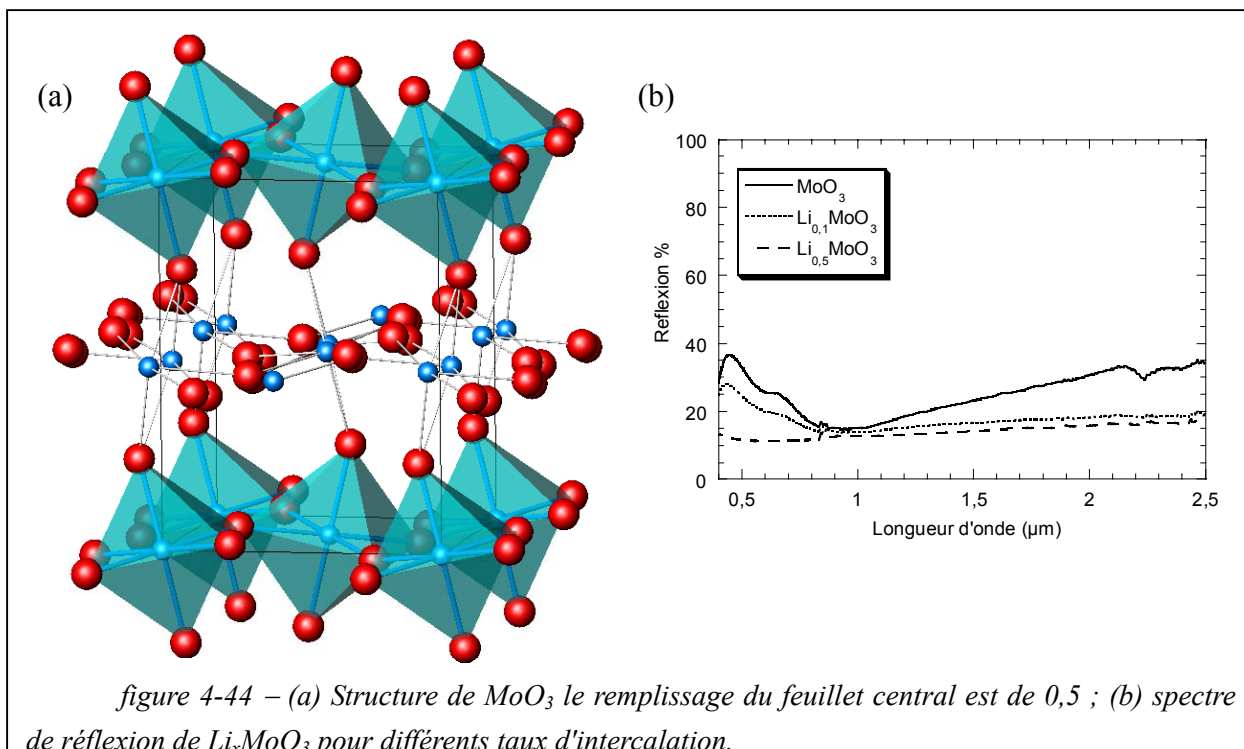 (a)
(b)
100
80
60
40
20
0
Reflexion %
MoO3
Li0,1MoO3
Li0,5MoO3
0,5
1
1,5
2
2,5
Longueur d'onde (µm)
figure 4-44 – (a) Structure de MoO3 le remplissage du feuillet central est de 0,5 ; (b) spectre
de réflexion de LixMoO3 pour différents taux d'intercalation.